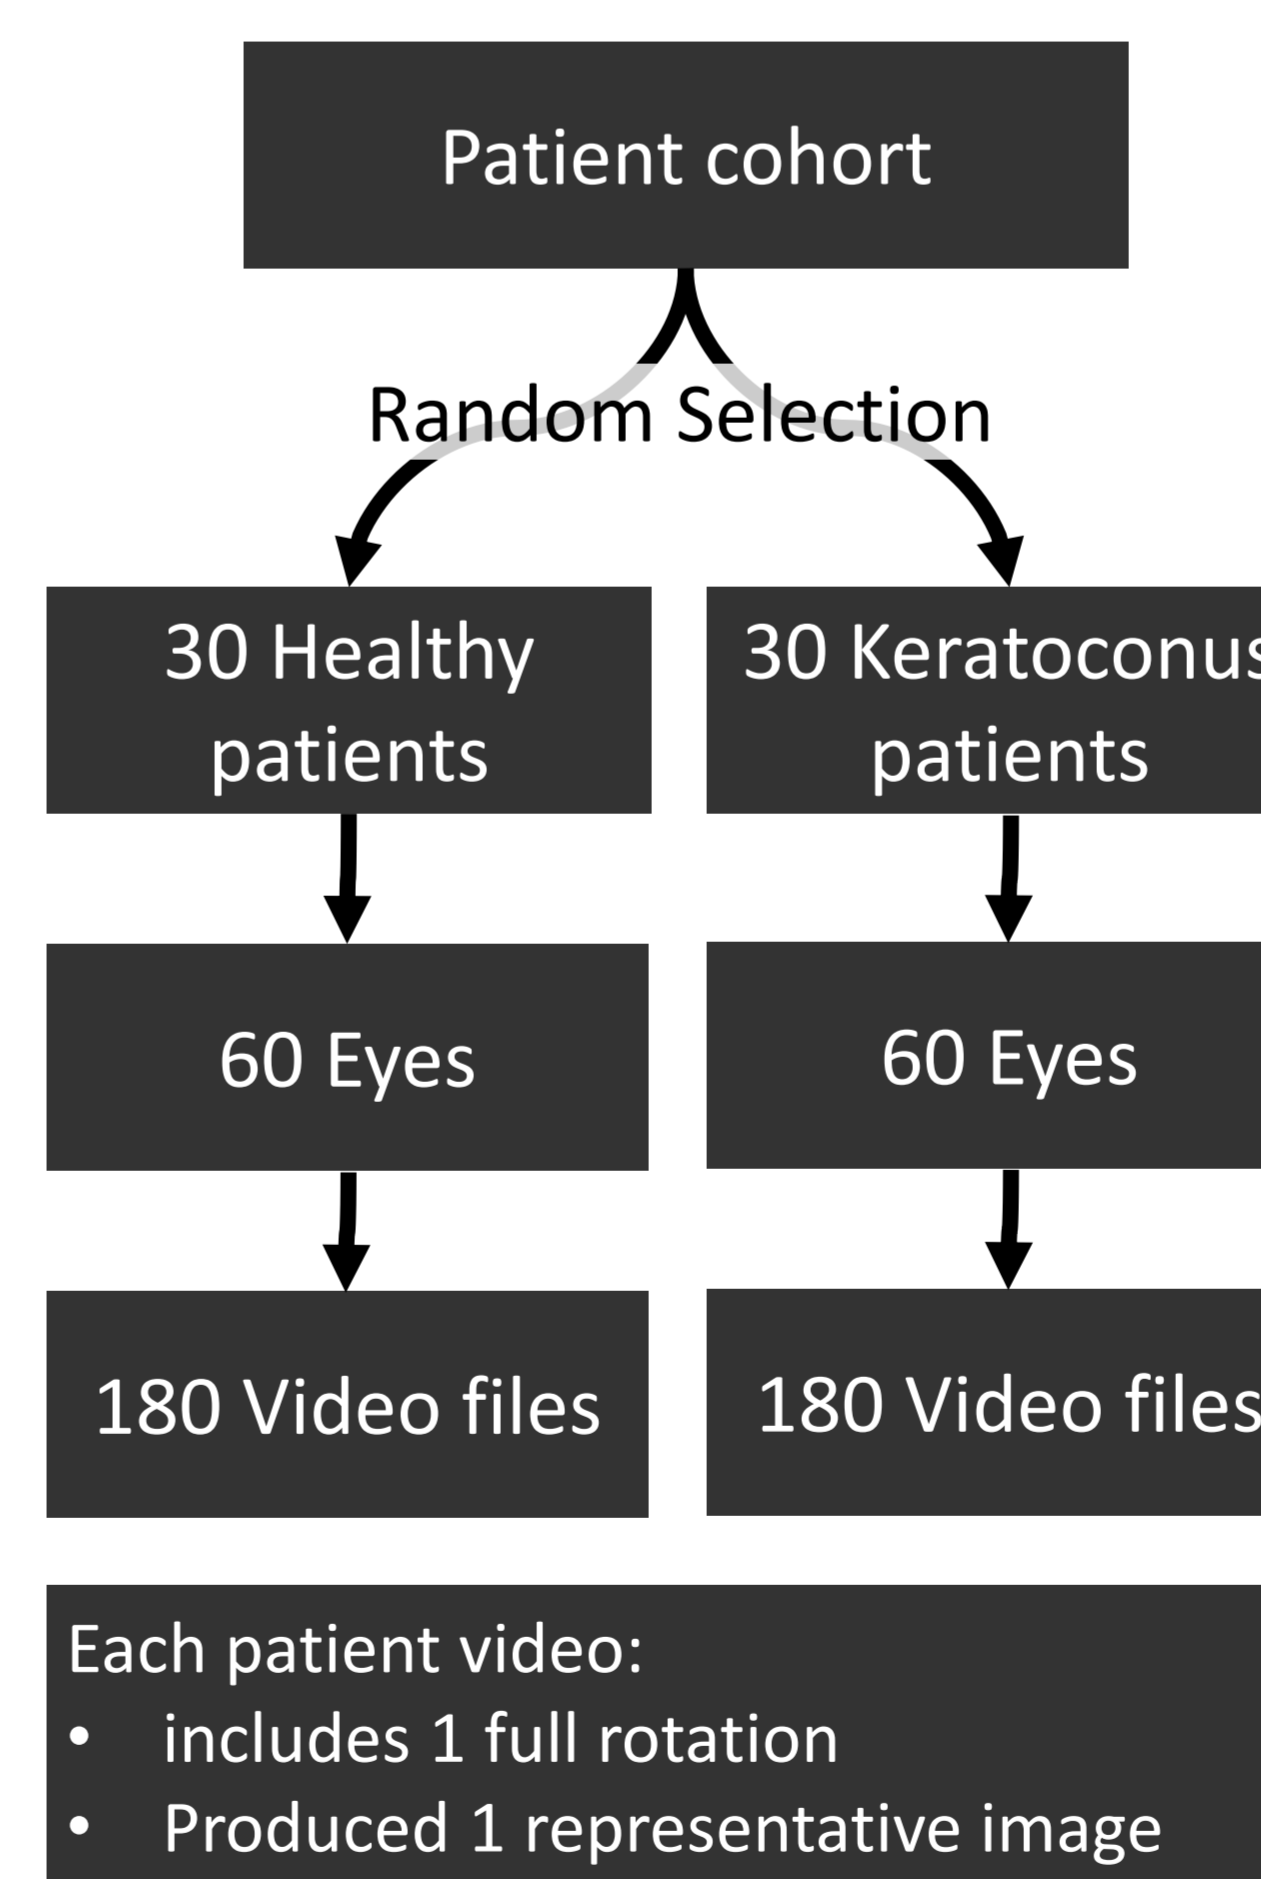 Patient cohort
Random Selection
30 Healthy
patients
30 Keratoconus
patients
60 Eyes
60 Eyes
180 Video files
180 Video files
Each patient video:
• includes 1 full rotation
• Produced 1 representative image